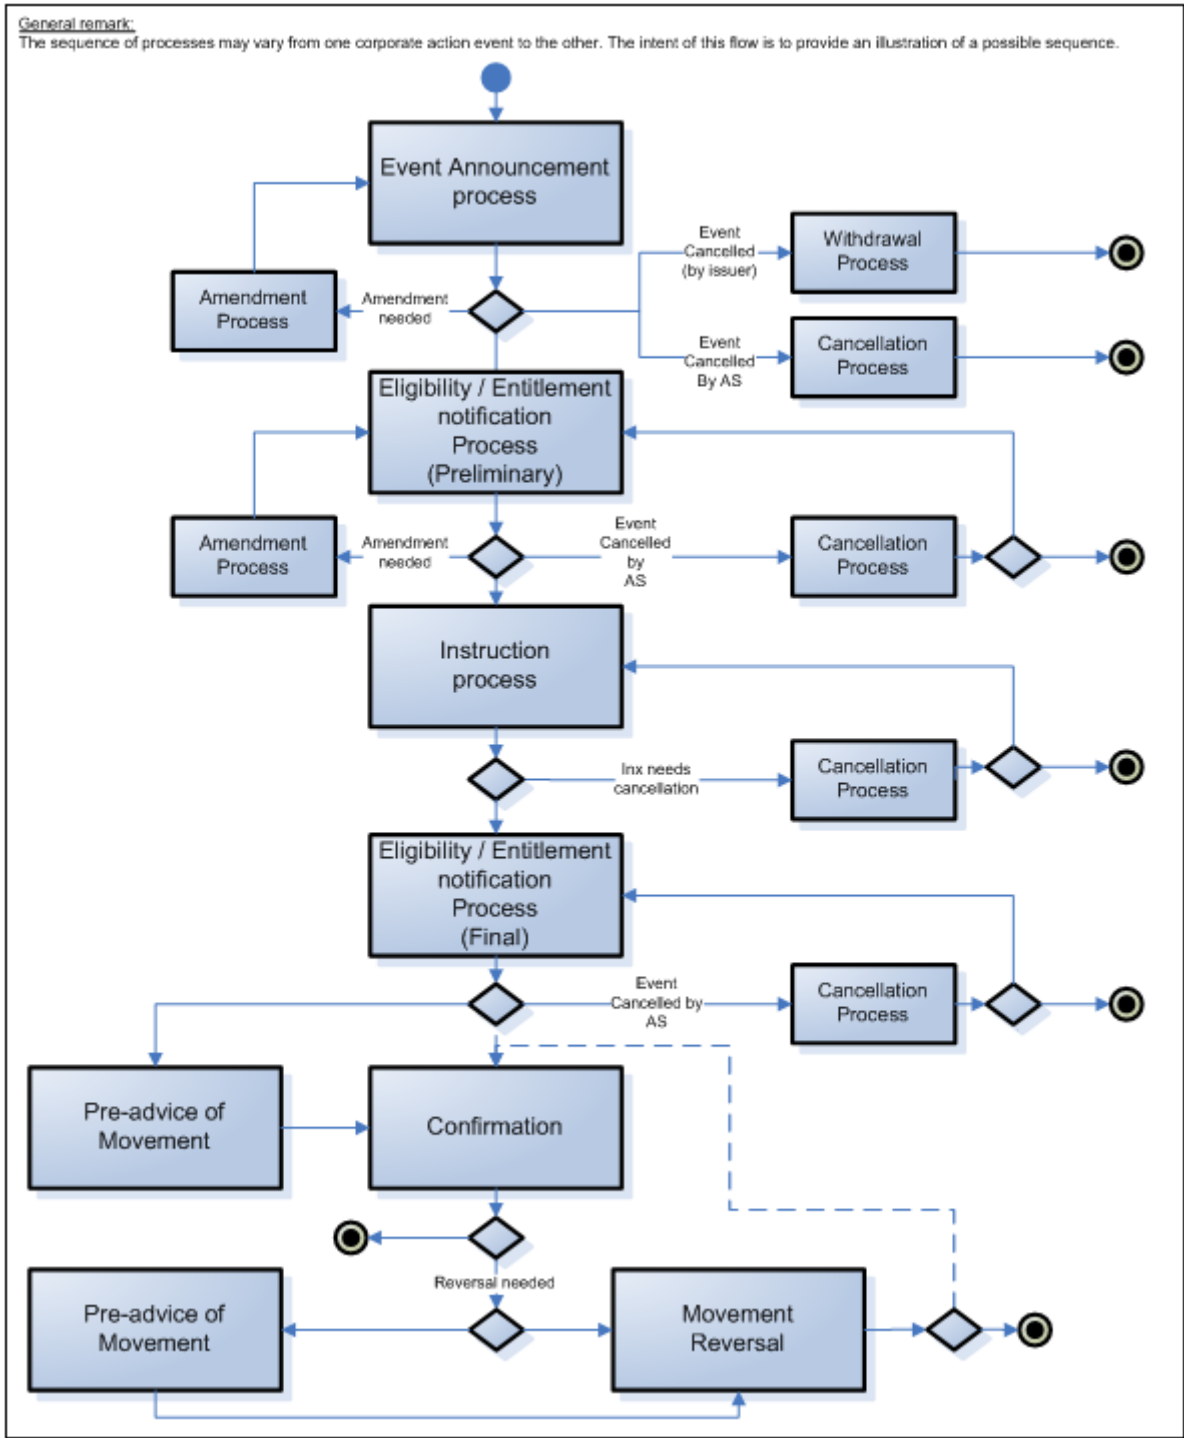 General remark:
The sequence of processes may vary from one corporate action event to the other. The intent of this flow is to provide an illustration of a possible sequence.
Event Announcement
process
Event
Cancelled
(by issuer)
Withdrawal
Process
Amendment
Process
Amendment
needed
Event
Cancelled
By AS
Cancellation
Process
Eligibility / Entitlement
notification
Process
(Preliminary)
Amendment
Process
Amendment
needed
Event
Cancelled
by
AS
Cancellation
Process
Instruction
process
Inx needs
cancellation
Cancellation
Process
Eligibility / Entitlement
notification
Process
(Final)
Event
Cancelled by
AS
Cancellation
Process
Pre-advice of
Movement
Confirmation
Reversal needed
Pre-advice of
Movement
Movement
Reversal